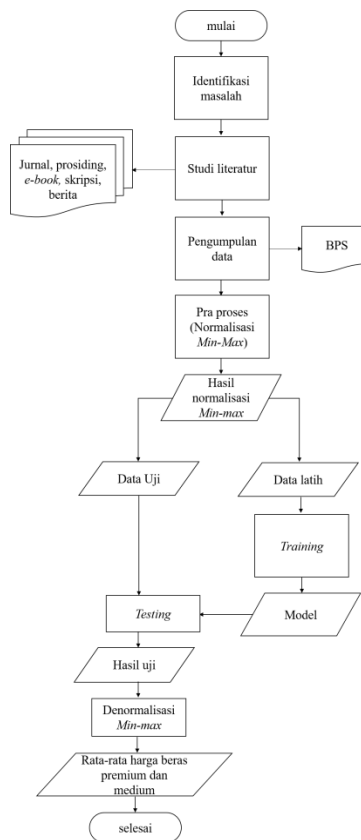 mulai
Identifikasi
masalah
Jurnal, prosiding,
e-book, skripsi,
berita
Studi literatur
Pengumpulan
data
BPS
Pra proses
(Normalisasi
Min-Max)
Hasil
normalisasi
Min-max
Data Uji
Data latih
Training
Testing
Model
Hasil uji
Denormalisasi
Min-max
Rata-rata harga beras
premium dan
medium
selesai